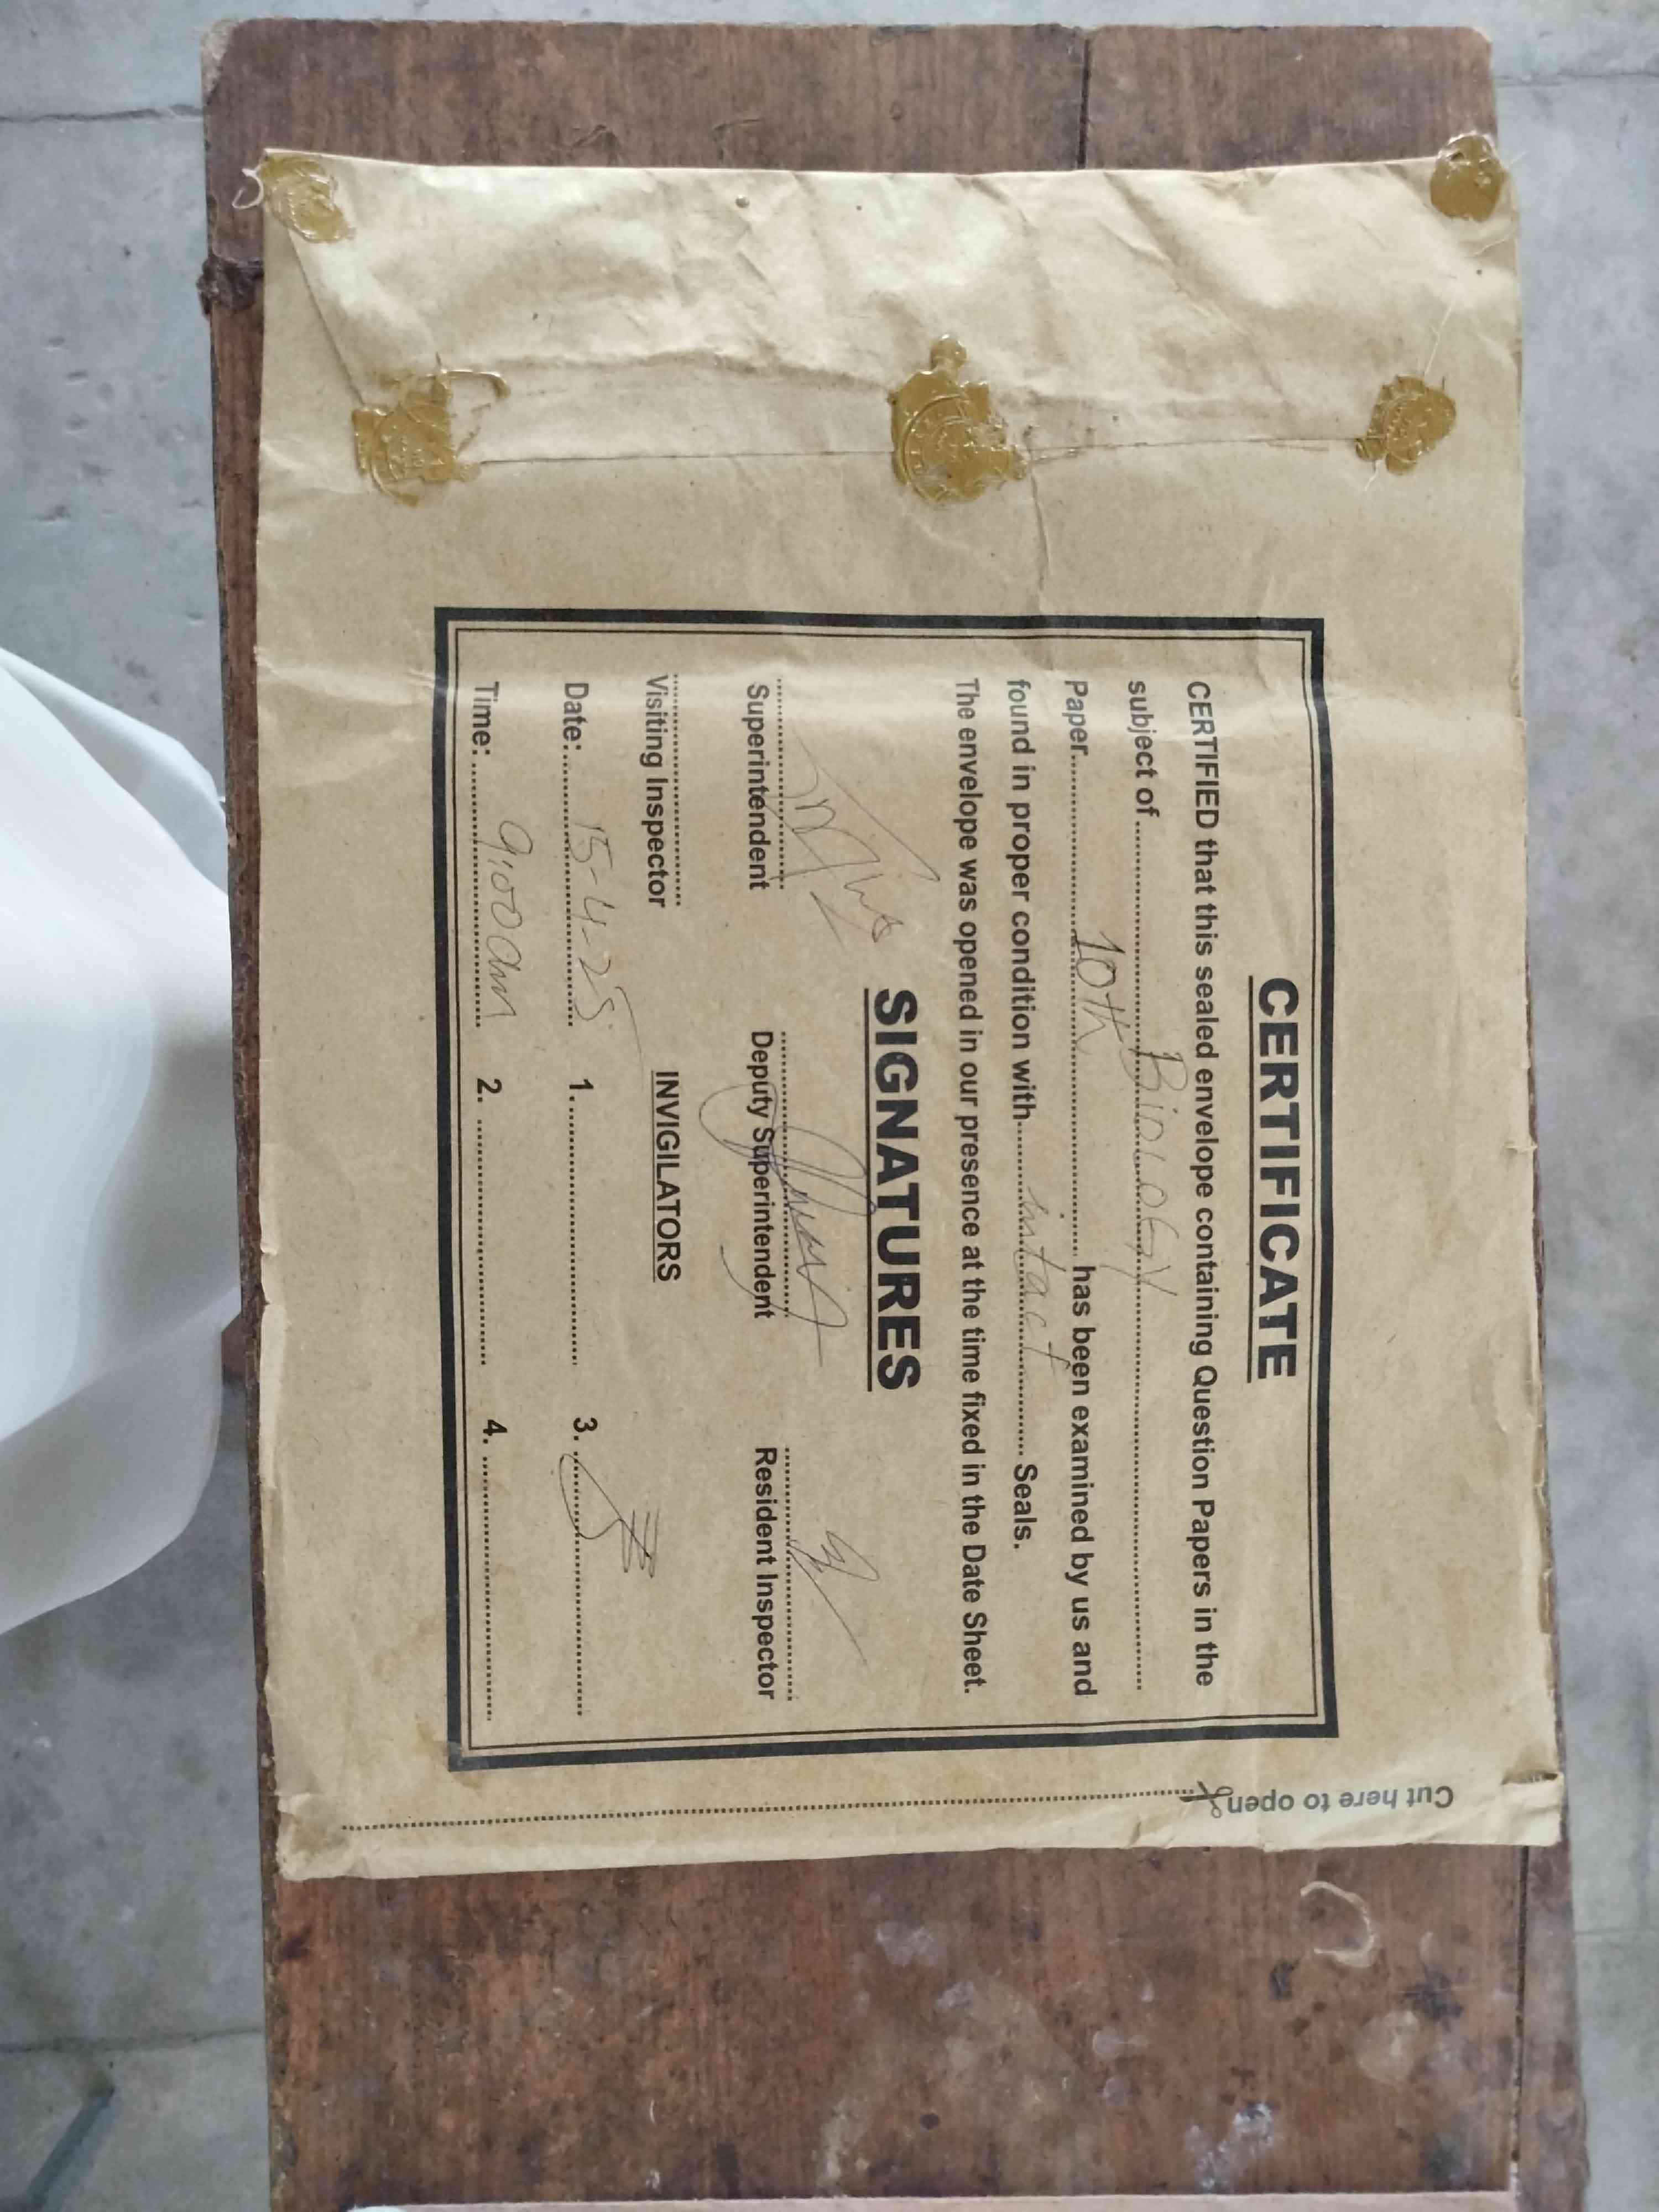 CERTIFICATE
CERTIFIED that this sealed envelope containing Question Papers in the
subject of Biology
Paper 10th has been examined by us and
found in proper condition with intact Seals.
The envelope was opened in our presence at the time fixed in the Date Sheet.
SIGNATURES
Superintendent Deputy Superintendent Resident Inspector
Visiting Inspector INVIGILATORS
Date: 15-4-25 1. 3.
Time: 9:00 am 2. 4.
Cut here to open